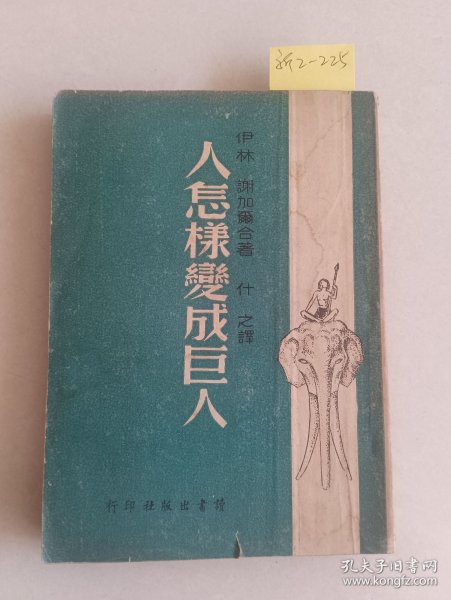 新2-225
伊林 謝加爾合著 什之譯
人怎樣變成巨人
行印社版出書讀
孔夫子旧书网
www.kongfz.com